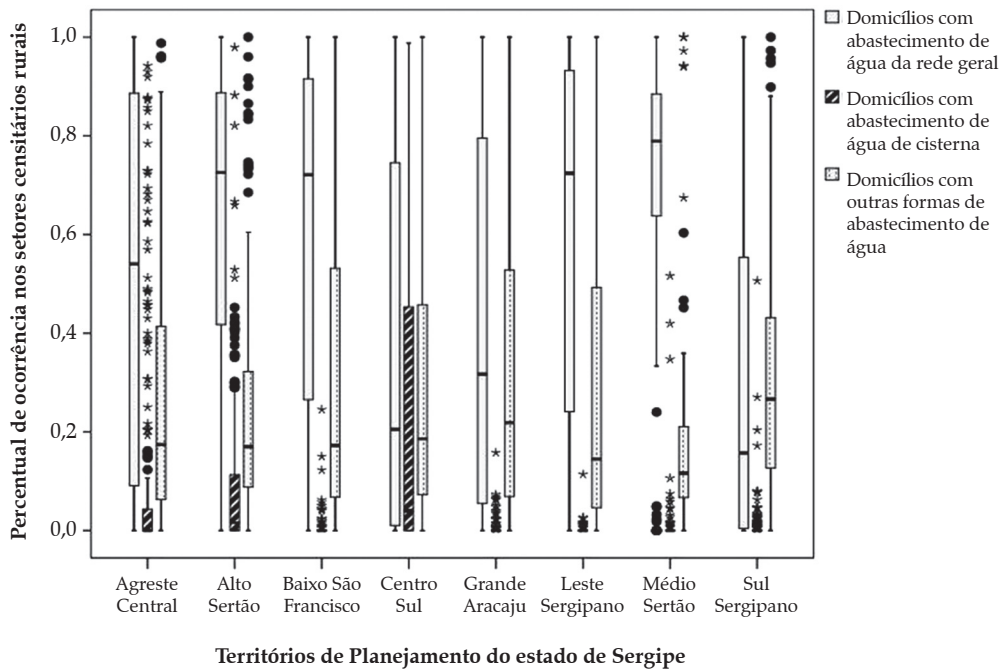 Percentual de ocorrência nos setores censitários rurais
1,0
0,8
0,6
0,4
0,2
0,0
Domicílios com
abastecimento de
água da rede geral
Domicílios com
abastecimento de
água de cisterna
Domicílios com
outras formas de
abastecimento de
água
Agreste
Central
Alto
Sertão
Baixo São
Francisco
Centro
Sul
Grande
Aracaju
Leste
Sergipano
Médio
Sertão
Sul
Sergipano
Territórios de Planejamento do estado de Sergipe